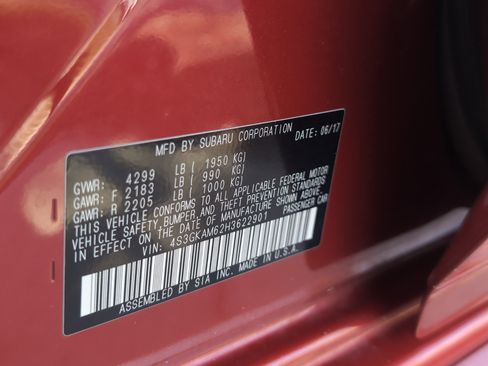 MFD BY SUBARU CORPORATION DATE: 06/17
GVWR: 4299 LB ( 1950 KG)
GAWR: F 2183 LB ( 990 KG)
GAWR: R 2205 LB ( 1000 KG)
THIS VEHICLE CONFORMS TO ALL APPLICABLE FEDERAL MOTOR
VEHICLE SAFETY, BUMPER, AND THEFT PREVENTION STANDARDS
IN EFFECT ON THE DATE OF MANUFACTURE SHOWN ABOVE.
VIN: 4S3GKAM62H3622901 PASSENGER CAR
ASSEMBLED BY SIA INC. MADE IN U.S.A.